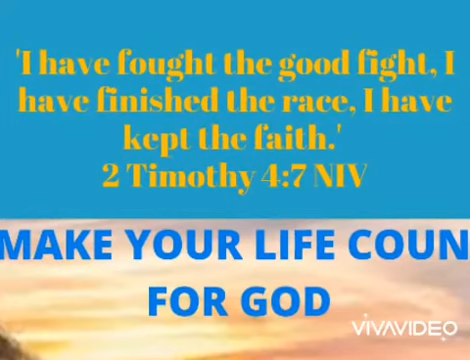 'I have fought the good fight, I
have finished the race, I have
kept the faith.'
2 Timothy 4:7 NIV
MAKE YOUR LIFE COUN
FOR GOD
VIVAVIDEO